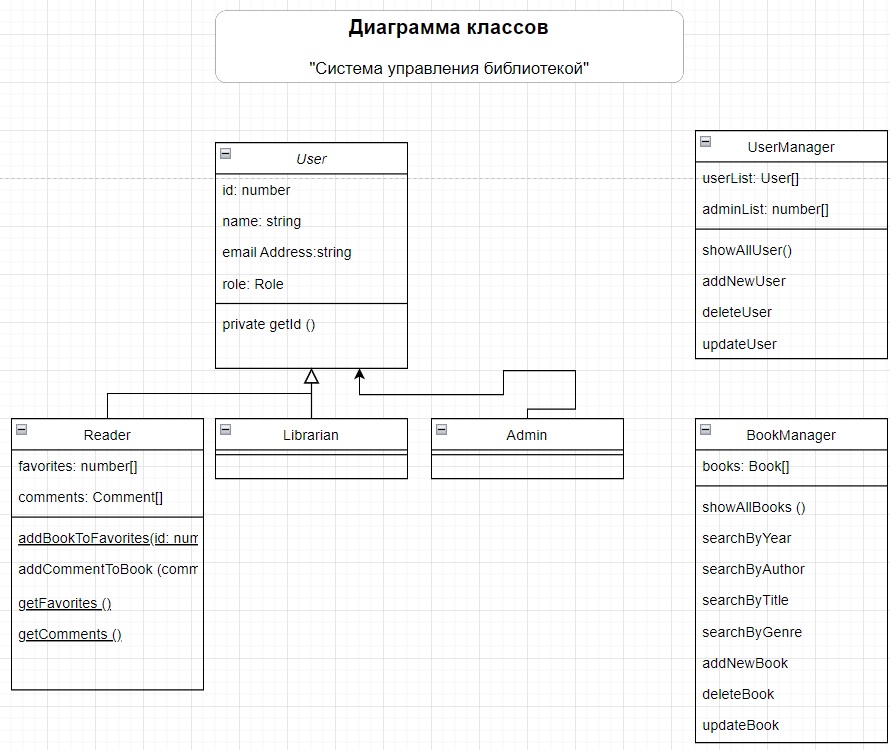 Диаграмма классов
"Система управления библиотекой"
User
id: number
name: string
email Address:string
role: Role
private getId ()
UserManager
userList: User[]
adminList: number[]
showAllUser()
addNewUser
deleteUser
updateUser
Reader
favorites: number[]
comments: Comment[]
addBookToFavorites(id: num
addCommentToBook (comm
getFavorites ()
getComments ()
Librarian
Admin
BookManager
books: Book[]
showAllBooks ()
searchByYear
searchByAuthor
searchByTitle
searchByGenre
addNewBook
deleteBook
updateBook